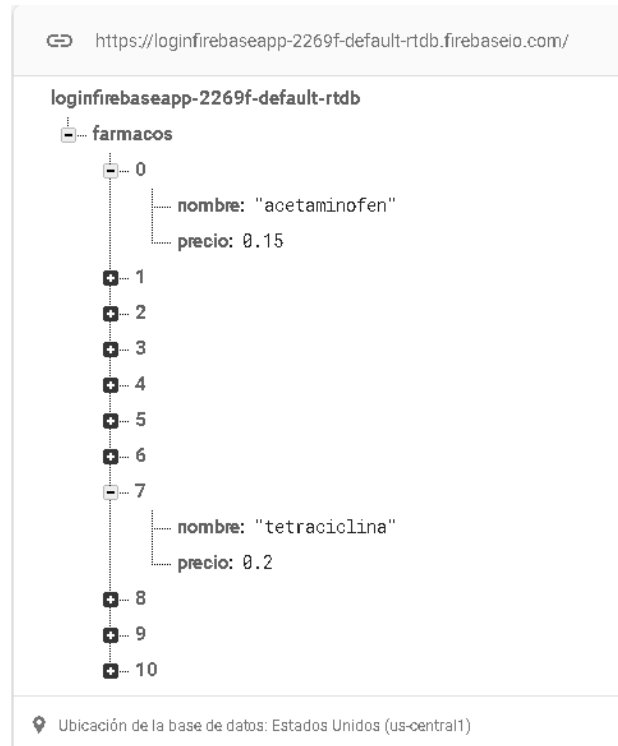 https://loginfirebaseapp-2269f-default-rtdb.firebaseio.com/
loginfirebaseapp-2269f-default-rtdb
farmacos
0
nombre: "acetaminofen"
precio: 0.15
1
2
3
4
5
6
7
nombre: "tetraciclina"
precio: 0.2
8
9
10
Ubicación de la base de datos: Estados Unidos (us-central1)